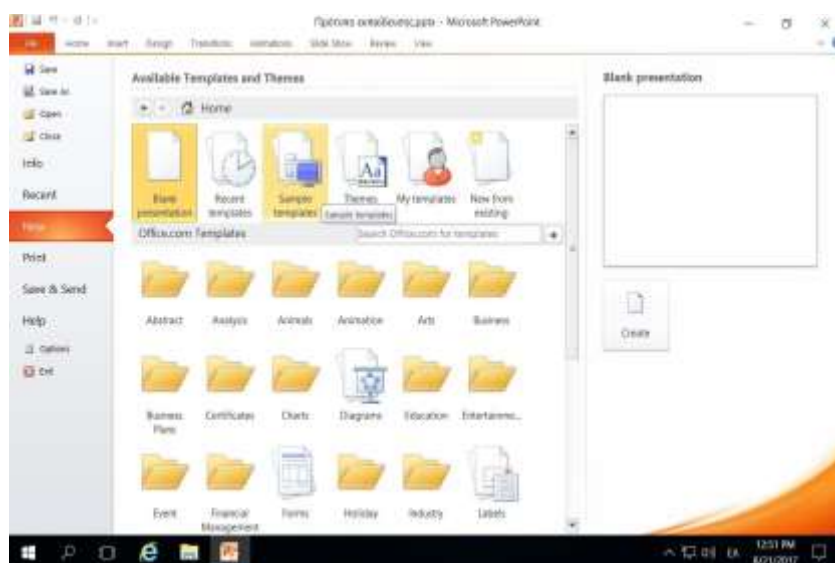 Πρότυπα εκπαίδευσης.pptx - Microsoft PowerPoint
File Home Insert Design Transitions Animations Slide Show Review View
Save
Save As
Open
Close
Info
Recent
New
Print
Save & Send
Help
Options
Exit
Available Templates and Themes
Home
Blank presentation
Recent templates
Sample templates
Themes
My templates
New from existing
Sample templates
Office.com Templates
Search Office.com for templates
Abstract Analysis Animals Animation Arts Business
Business Plans
Certificates Charts Diagrams Education Entertainme...
Event
Financial Management
Forms Holiday Industry Labels
Blank presentation
Create
ΕΛ
12:51 PM
8/21/2017